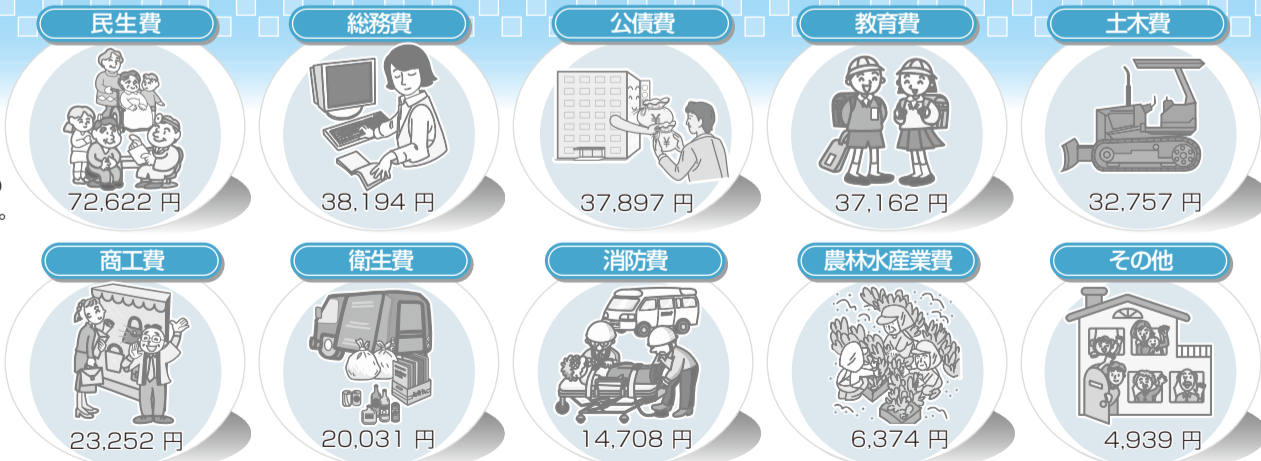 民生費
総務費
公債費
教育費
土木費
72,622 円
38,194 円
37,897 円
37,162 円
32,757 円
。
商工費
衛生費
消防費
農林水産業費
その他
23,252 円
20,031 円
14,708 円
6,374 円
4,939 円